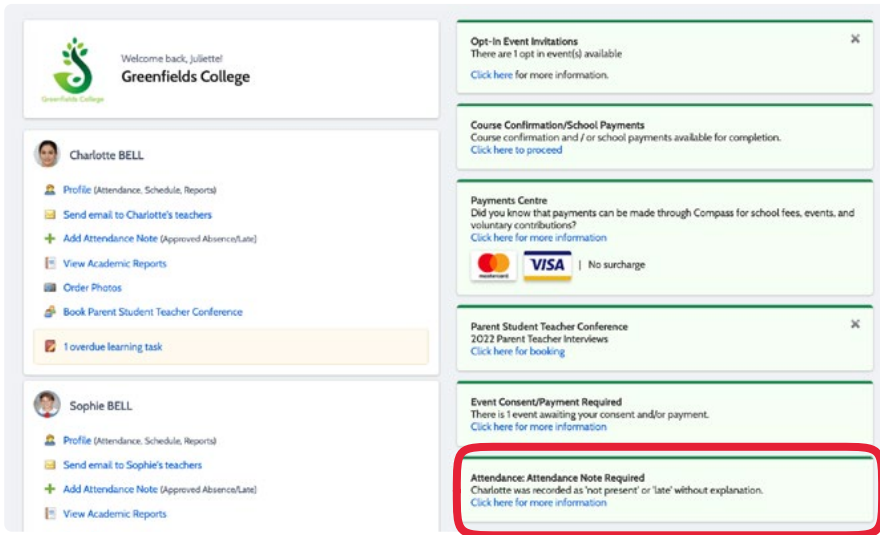 Welcome back, Juliette!
Greenfields College
Greenfields College
Charlotte BELL
Profile (Attendance, Schedule, Reports)
Send email to Charlotte's teachers
Add Attendance Note (Approved Absence/Late)
View Academic Reports
Order Photos
Book Parent Student Teacher Conference
1 overdue learning task
Sophie BELL
Profile (Attendance, Schedule, Reports)
Send email to Sophie's teachers
Add Attendance Note (Approved Absence/Late)
View Academic Reports
Opt-In Event Invitations
There are 1 opt in event(s) available
Click here for more information.
Course Confirmation/School Payments
Course confirmation and / or school payments available for completion.
Click here to proceed
Payments Centre
Did you know that payments can be made through Compass for school fees, events, and
voluntary contributions?
Click here for more information
mastercard VISA | No surcharge
Parent Student Teacher Conference
2022 Parent Teacher Interviews
Click here for booking
Event Consent/Payment Required
There is 1 event awaiting your consent and/or payment.
Click here for more information
Attendance: Attendance Note Required
Charlotte was recorded as 'not present' or 'late' without explanation.
Click here for more information